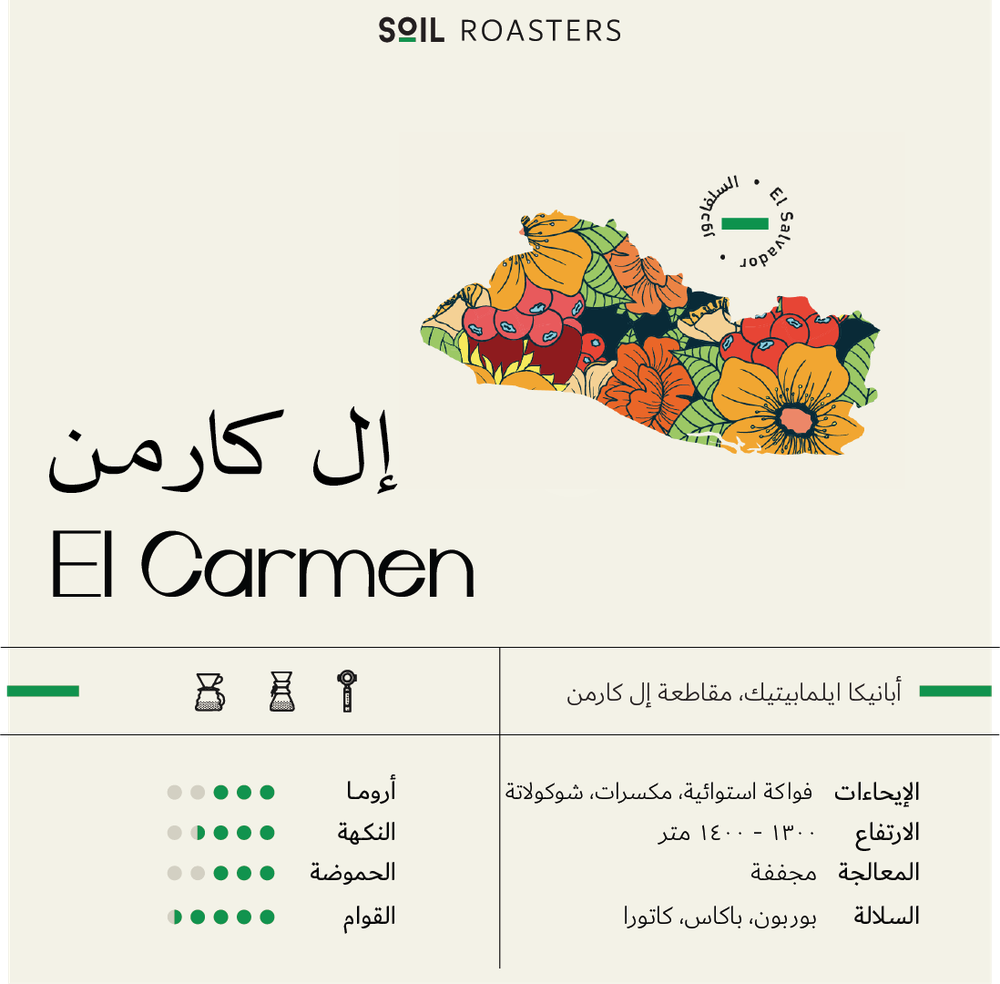 SOIL ROASTERS
السلفادور • El Salvador •
إل كارمن
El Carmen
أبانيكا ايلمابيتيك، مقاطعة إل كارمن
الإيحاءات فواكة استوائية، مكسرات، شوكولاتة
الارتفاع ١٣٠٠ - ١٤٠٠ متر
المعالجة مجففة
السلالة بوربون، باكاس، كاتورا
أروما
النكهة
الحموضة
القوام